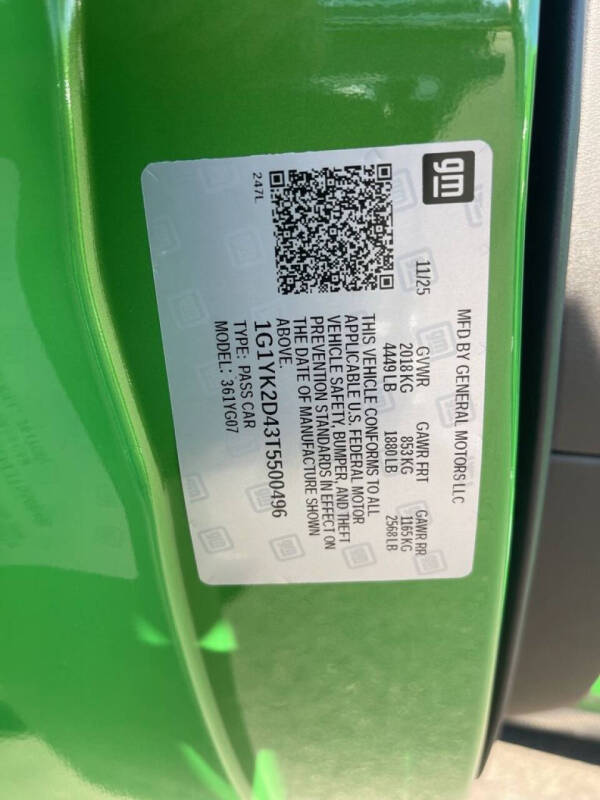 gm
MFD BY GENERAL MOTORS LLC
11/25 GVWR GAWR FRT GAWR RR
2018KG 853KG 1165KG
4449LB 1880LB 2568LB
THIS VEHICLE CONFORMS TO ALL
APPLICABLE U.S. FEDERAL MOTOR
VEHICLE SAFETY, BUMPER, AND THEFT
PREVENTION STANDARDS IN EFFECT ON
THE DATE OF MANUFACTURE SHOWN
ABOVE.
1G1YK2D43T5500496
TYPE: PASS CAR
247L MODEL: 361YG07